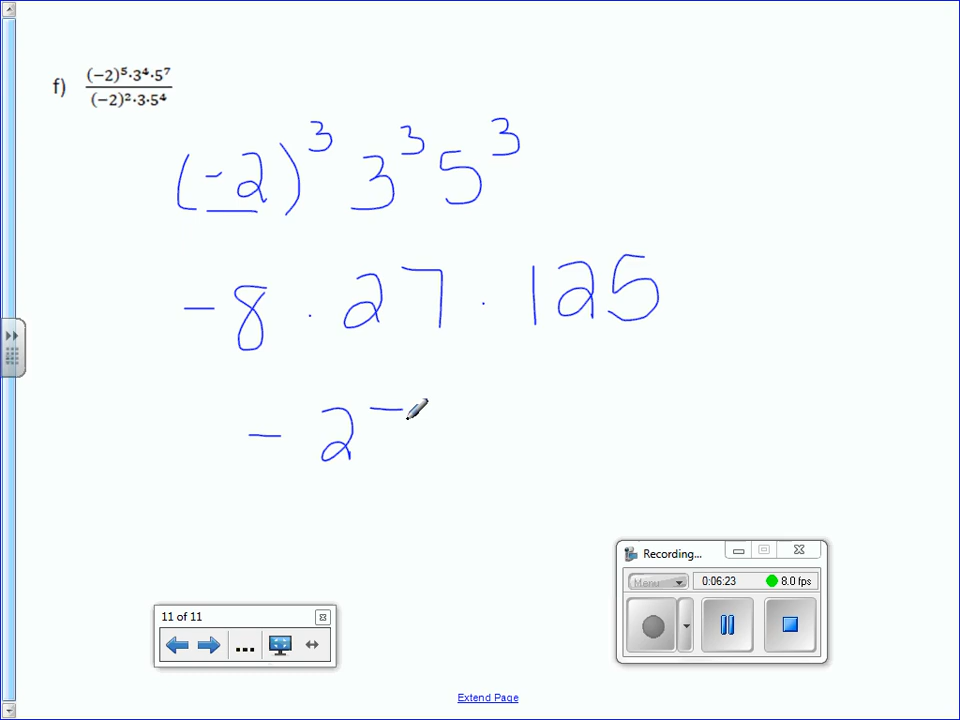 f) (−2)⁵·3⁴·5⁷
(−2)²·3·5⁴
(-2)³ 3³ 5³
-8 · 27 · 125
- 2
Recording...
Menu
0:06:23
8.0 fps
11 of 11
...
Extend Page